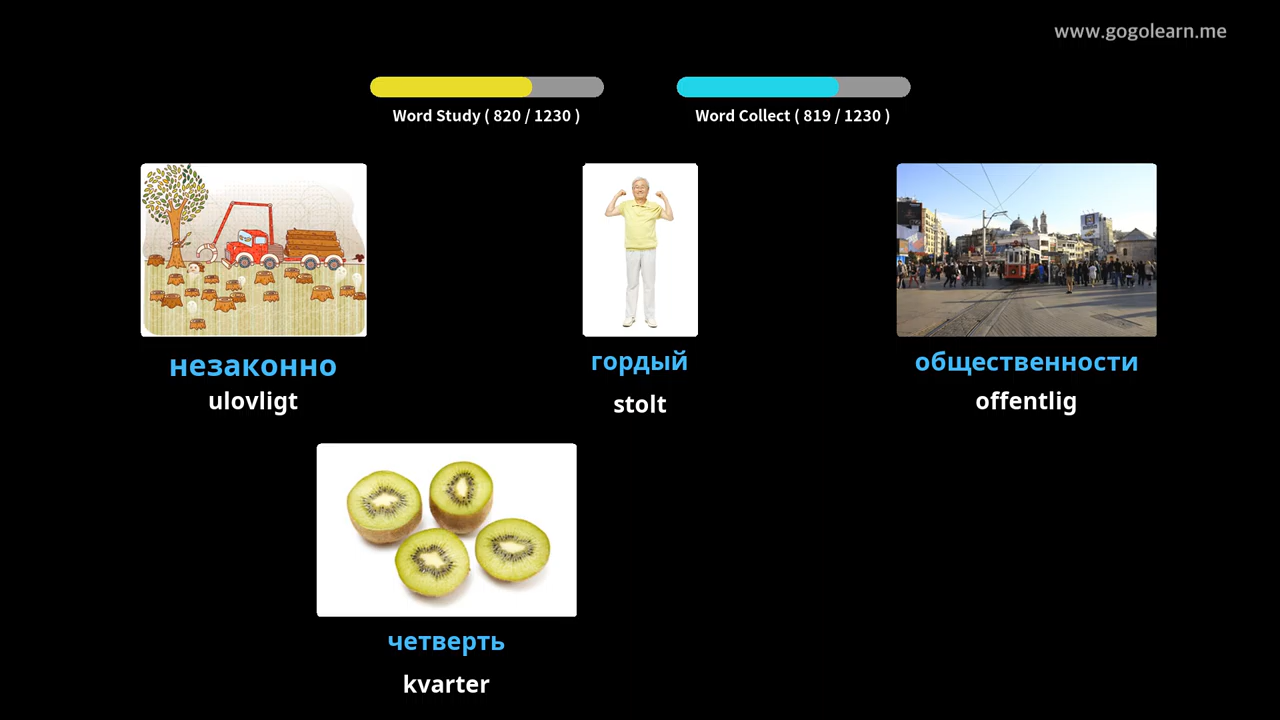 www.gogolearn.me
Word Study ( 820 / 1230 )
Word Collect ( 819 / 1230 )
незаконно
ulovligt
гордый
stolt
общественности
offentlig
четверть
kvarter